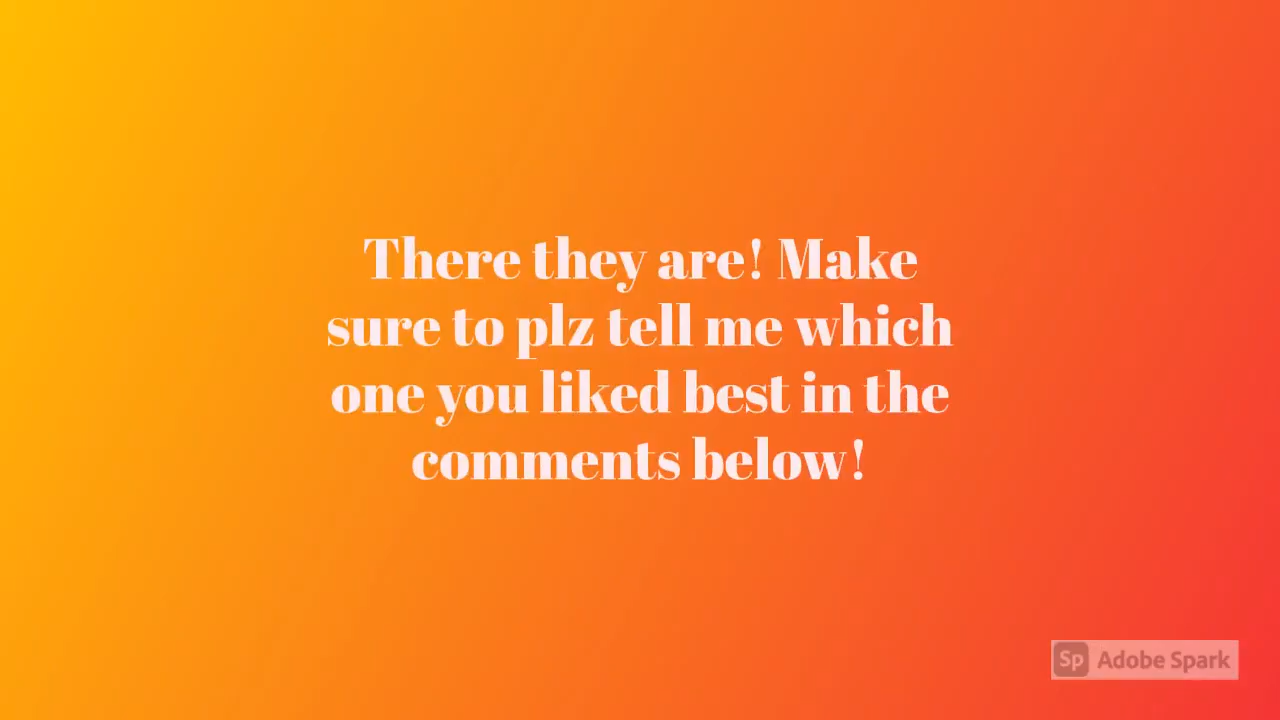 There they are! Make
sure to plz tell me which
one you liked best in the
comments below!
Sp Adobe Spark